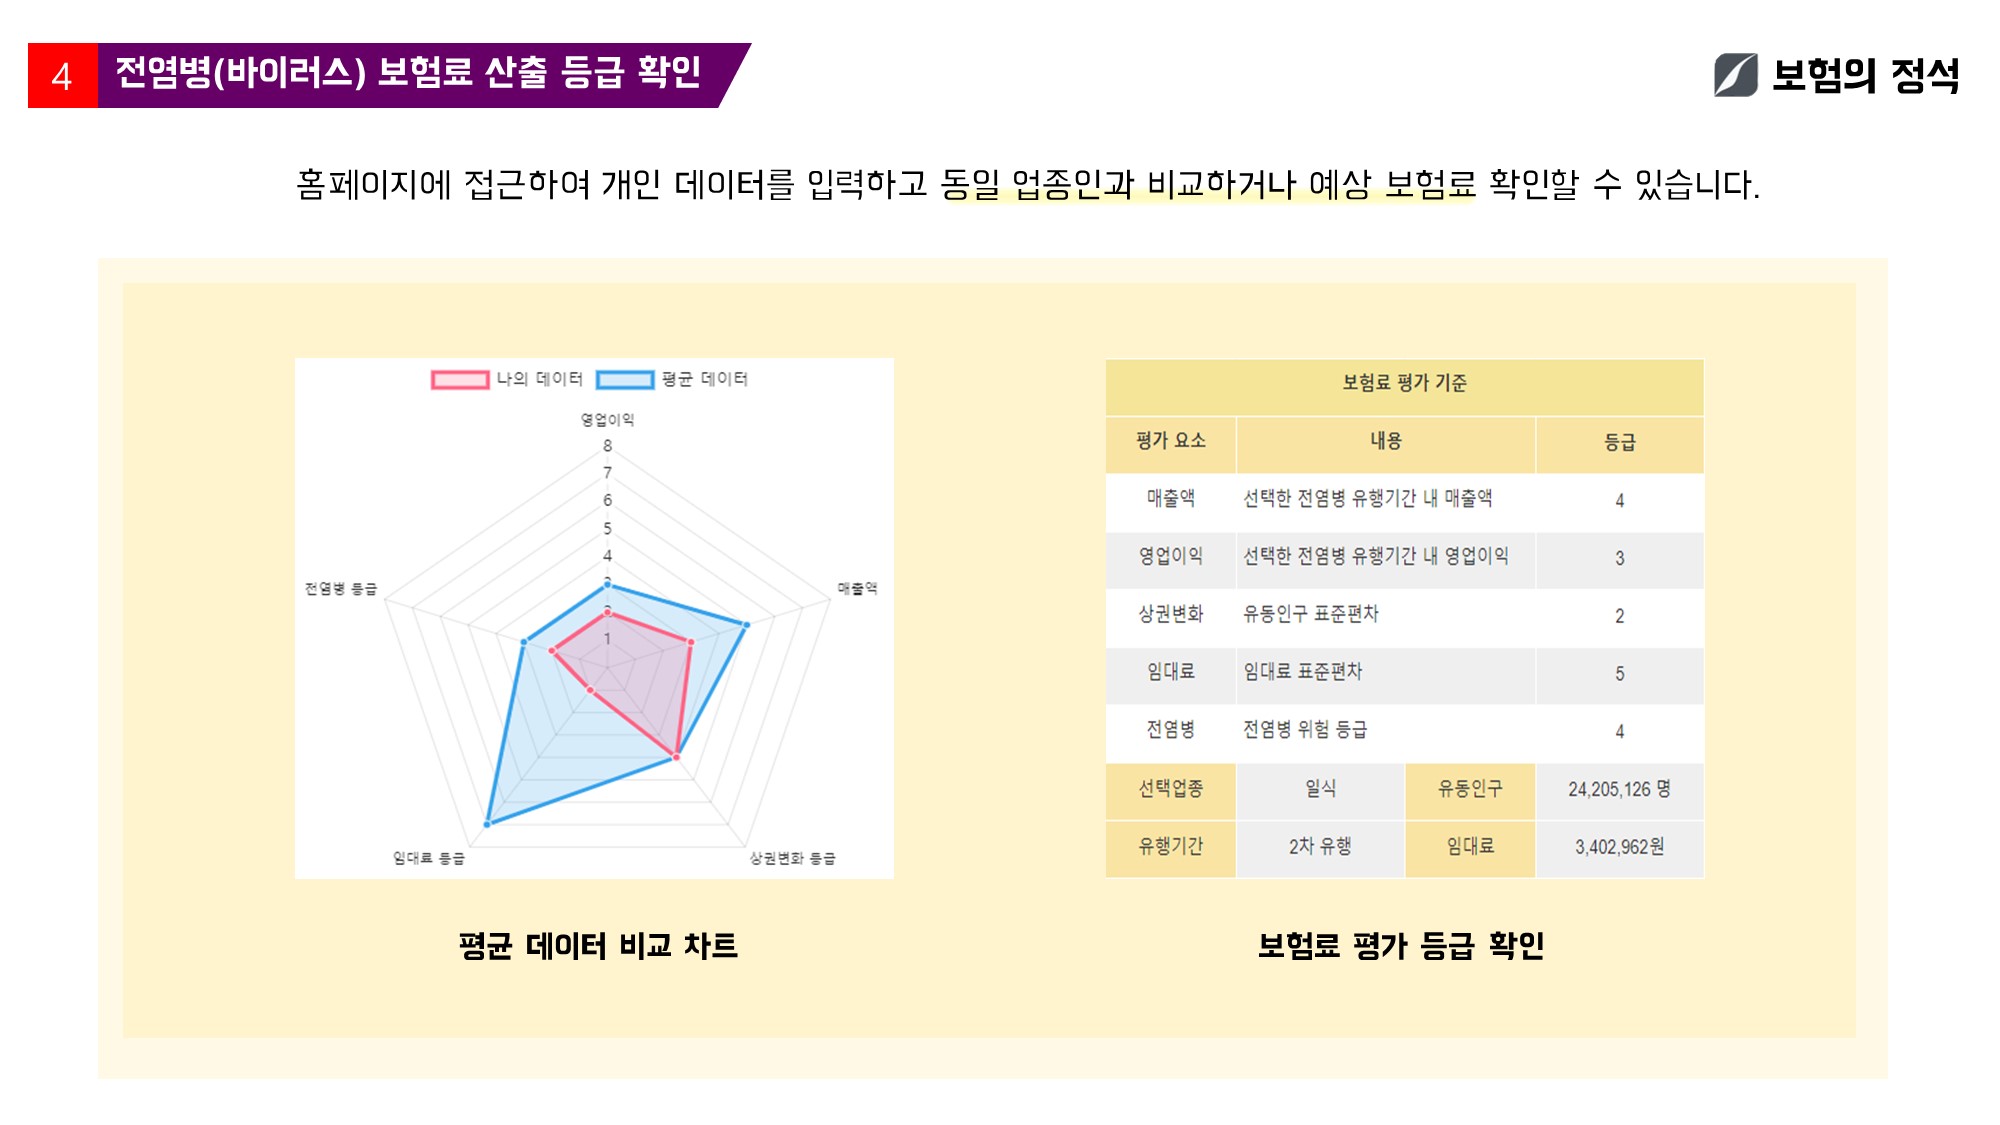 4
전염병(바이러스) 보험료 산출 등급 확인
보험의 정석
홈페이지에 접근하여 개인 데이터를 입력하고 동일 업종인과 비교하거나 예상 보험료 확인할 수 있습니다.
나의 데이터 평균 데이터
영업이익
8
7
6
5
4
3
2
1
전염병 등급
매출액
임대료 등급
상권변화 등급
평균 데이터 비교 차트
보험료 평가 기준
평가 요소 내용 등급
매출액 선택한 전염병 유행기간 내 매출액 4
영업이익 선택한 전염병 유행기간 내 영업이익 3
상권변화 유동인구 표준편차 2
임대료 임대료 표준편차 5
전염병 전염병 위험 등급 4
선택업종 일식 유동인구 24,205,126 명
유행기간 2차 유행 임대료 3,402,962원
보험료 평가 등급 확인